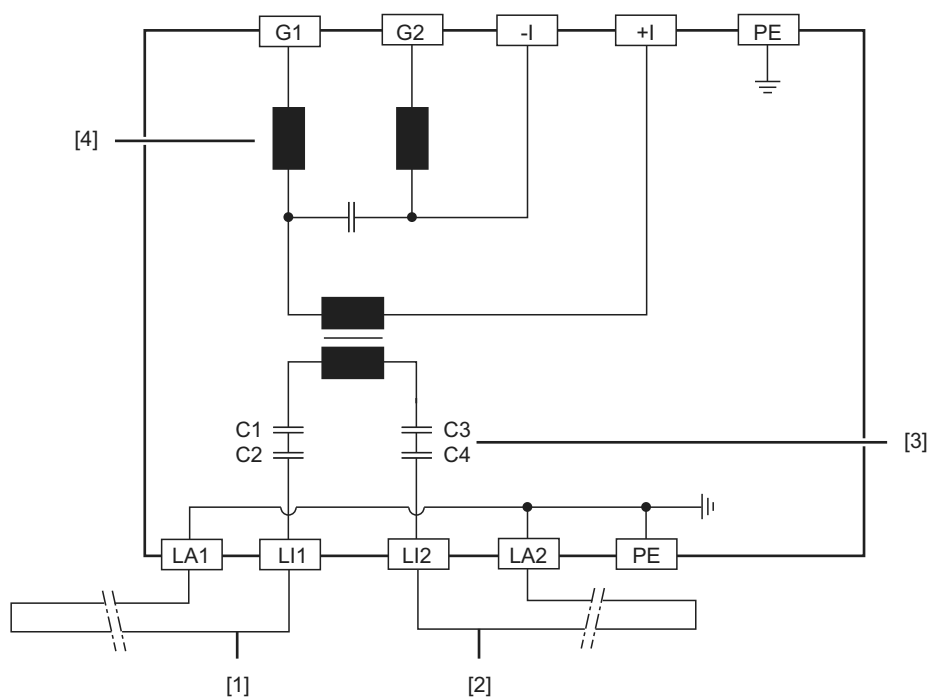 G1 G2 -I +I PE
[4]
C1 C3
[3]
C2 C4
LA1 LI1 LI2 LA2 PE
[1] [2]